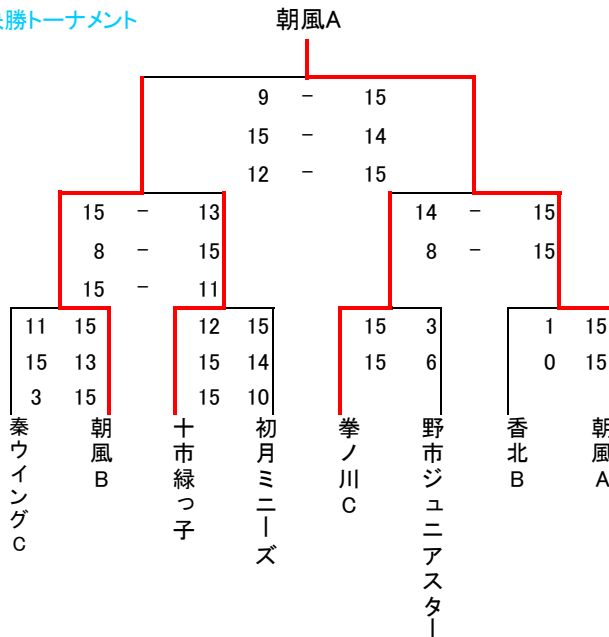 決勝トーナメント
朝風A
9 － 15
15 － 14
12 － 15
15 － 13
8 － 15
15 － 11
14 － 15
8 － 15
11 15
15 13
3 15
12 15
15 14
15 10
15 3
15 6
1 15
0 15
秦ウイングC
朝風B
十市緑っ子
初月ミニーズ
拳ノ川C
野市ジュニアスター
香北B
朝風A